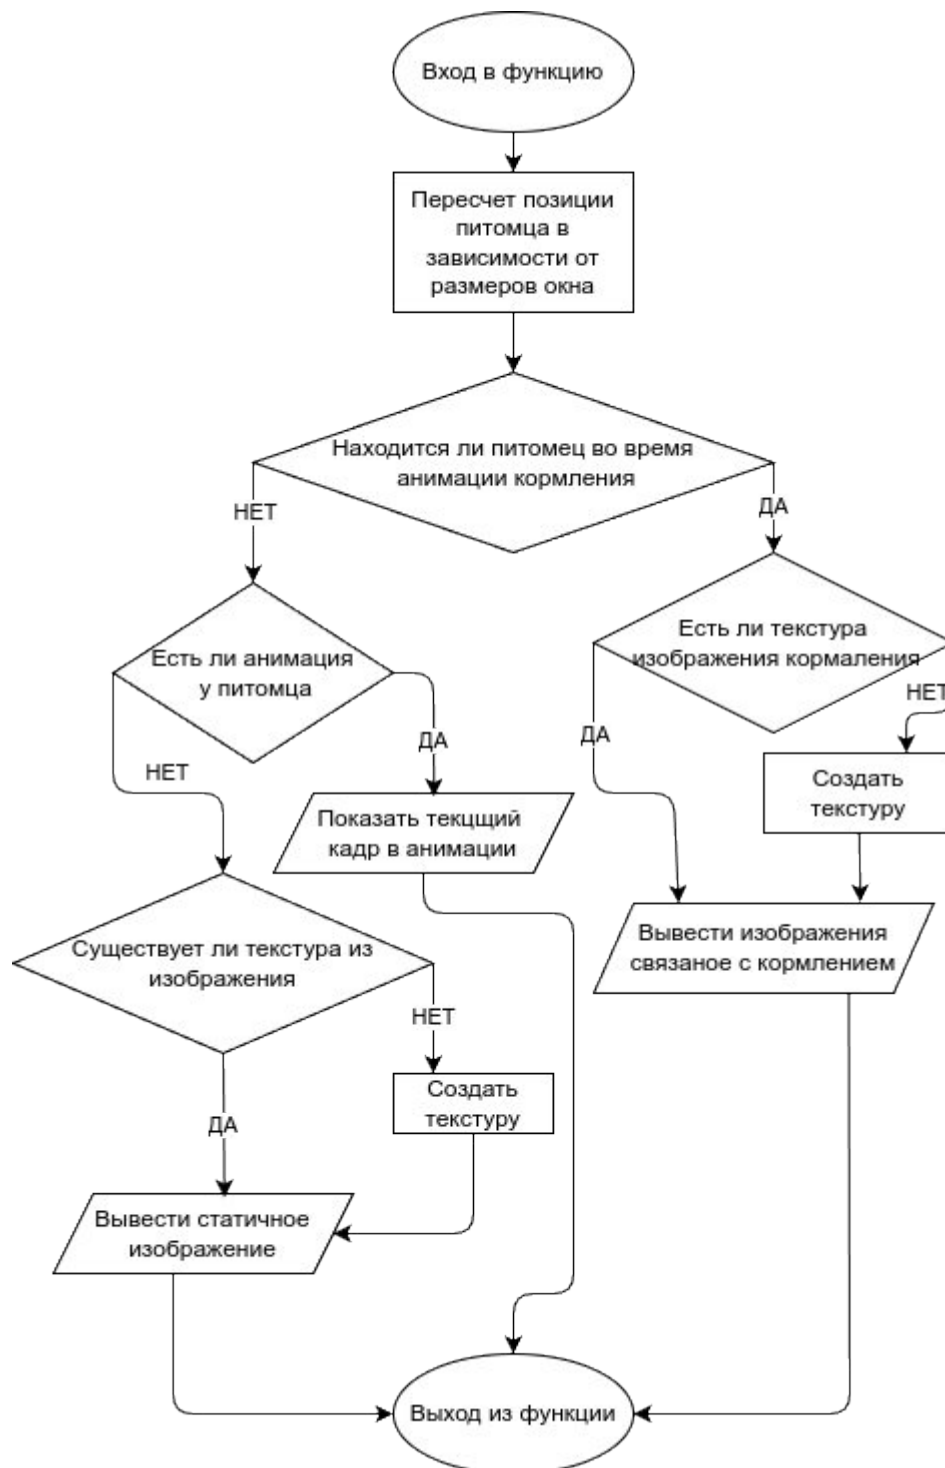 Вход в функцию
Пересчет позиции
питомца в
зависимости от
размеров окна
Находится ли питомец во время
анимации кормления
НЕТ
ДА
Есть ли анимация
у питомца
Есть ли текстура
изображения кормаления
НЕТ
ДА
ДА
НЕТ
Показать текцщий
кадр в анимации
Создать
текстуру
Существует ли текстура из
изображения
Вывести изображения
связаное с кормлением
НЕТ
ДА
Создать
текстуру
Вывести статичное
изображение
Выход из функции